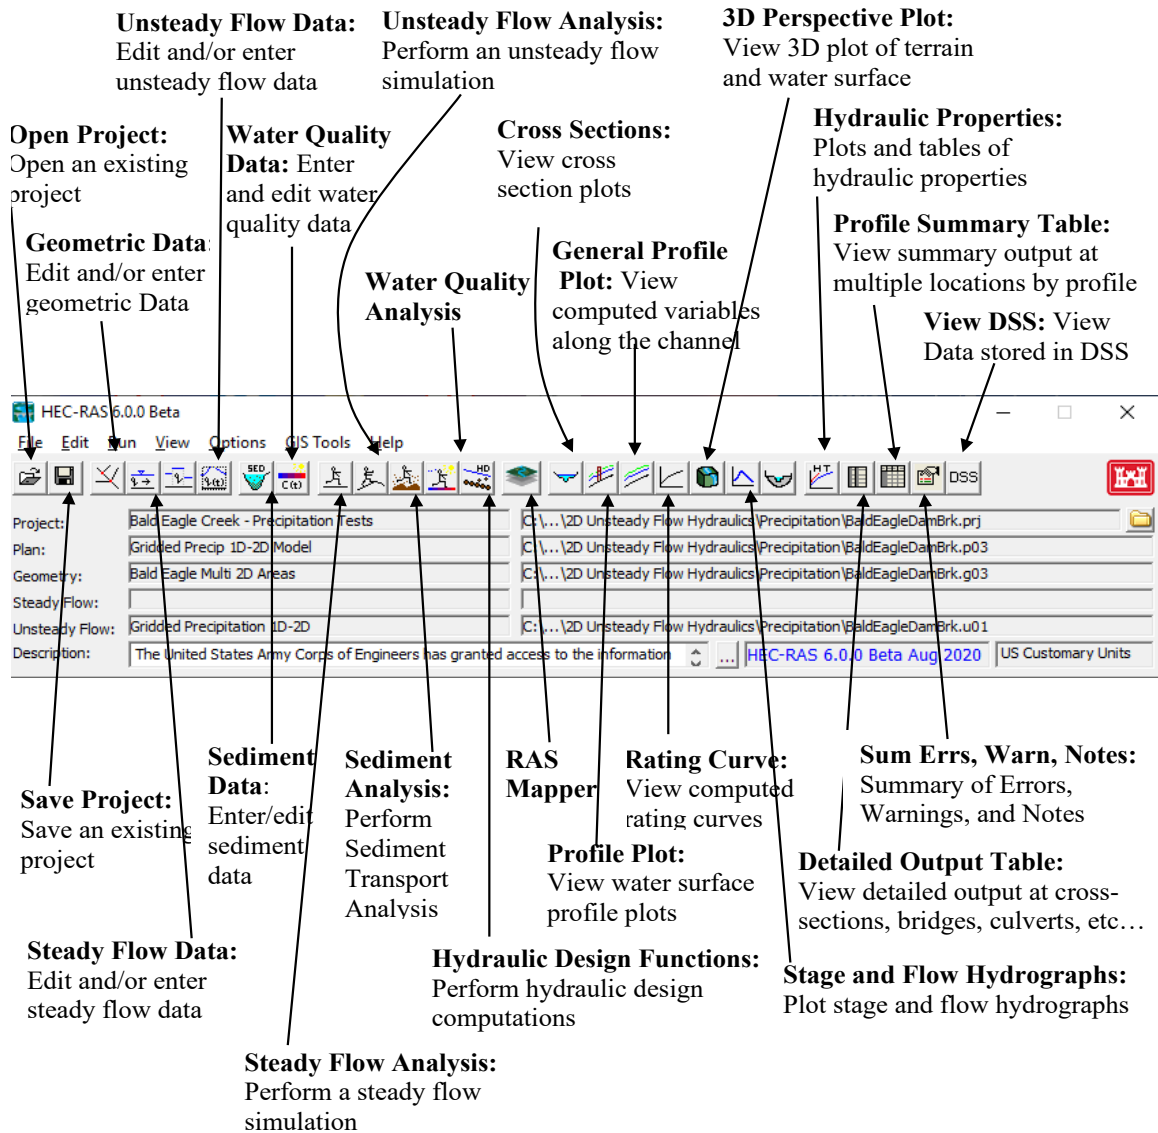 Unsteady Flow Data:
Edit and/or enter
unsteady flow data
Unsteady Flow Analysis:
Perform an unsteady flow
simulation
3D Perspective Plot:
View 3D plot of terrain
and water surface
Open Project:
Open an existing
project
Water Quality
Data: Enter
and edit water
quality data
Cross Sections:
View cross
section plots
Hydraulic Properties:
Plots and tables of
hydraulic properties
Geometric Data:
Edit and/or enter
geometric Data
Water Quality
Analysis
General Profile
Plot: View
computed variables
along the channel
Profile Summary Table:
View summary output at
multiple locations by profile
View DSS: View
Data stored in DSS
HEC-RAS 6.0.0 Beta
File Edit Run View Options GIS Tools Help
SED
C(t)
HD
HT
DSS
Project: Bald Eagle Creek - Precipitation Tests C:\...\2D Unsteady Flow Hydraulics\Precipitation\BaldEagleDamBrk.prj
Plan: Gridded Precip 1D-2D Model C:\...\2D Unsteady Flow Hydraulics\Precipitation\BaldEagleDamBrk.p03
Geometry: Bald Eagle Multi 2D Areas C:\...\2D Unsteady Flow Hydraulics\Precipitation\BaldEagleDamBrk.g03
Steady Flow:
Unsteady Flow: Gridded Precipitation 1D-2D C:\...\2D Unsteady Flow Hydraulics\Precipitation\BaldEagleDamBrk.u01
Description: The United States Army Corps of Engineers has granted access to the information ... HEC-RAS 6.0.0 Beta Aug 2020 US Customary Units
Save Project:
Save an existing
project
Sediment
Data:
Enter/edit
sediment
data
Sediment
Analysis:
Perform
Sediment
Transport
Analysis
RAS
Mapper
Rating Curve:
View computed
rating curves
Sum Errs, Warn, Notes:
Summary of Errors,
Warnings, and Notes
Profile Plot:
View water surface
profile plots
Detailed Output Table:
View detailed output at cross-
sections, bridges, culverts, etc…
Steady Flow Data:
Edit and/or enter
steady flow data
Hydraulic Design Functions:
Perform hydraulic design
computations
Stage and Flow Hydrographs:
Plot stage and flow hydrographs
Steady Flow Analysis:
Perform a steady flow
simulation